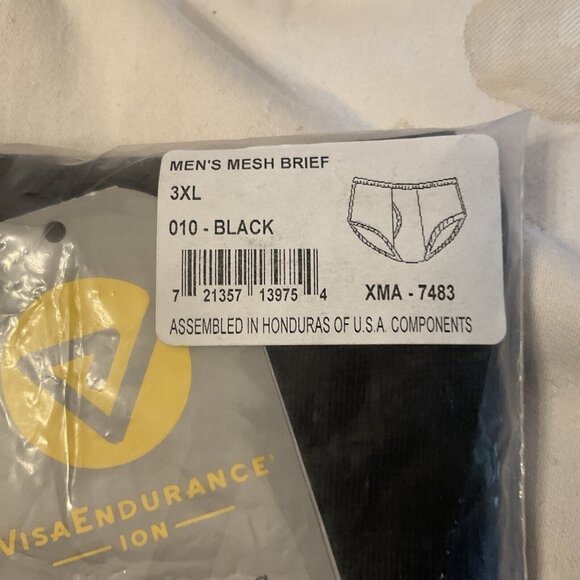 MEN'S MESH BRIEF
3XL
010 - BLACK
7 21357 13975 4
XMA - 7483
ASSEMBLED IN HONDURAS OF U.S.A. COMPONENTS
VISAENDURANCE
ION